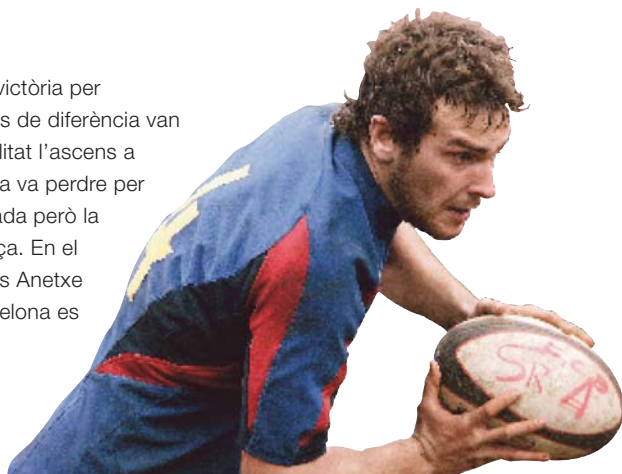 victòria per
s de diferència van
litat l'ascens a
a va perdre per
ada però la
ça. En el
s Anetxe
elona es
SR A